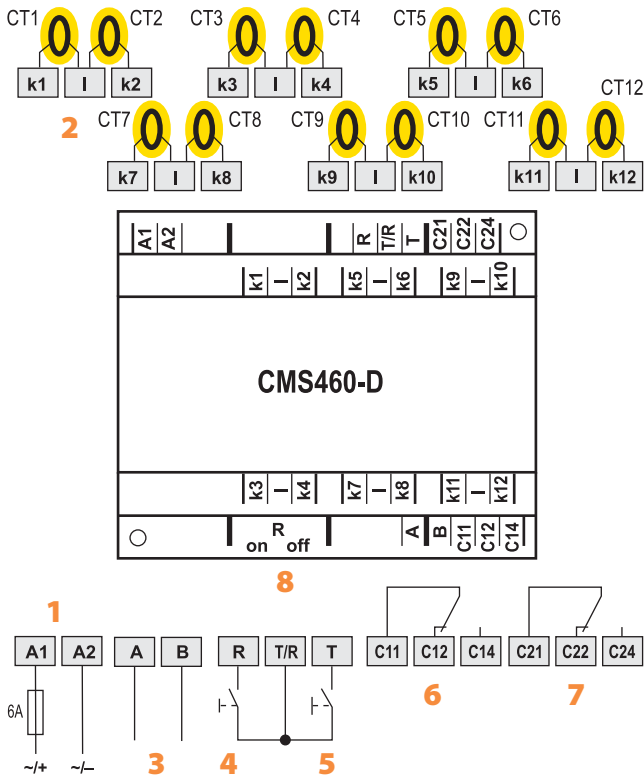 CT1 CT2 CT3 CT4 CT5 CT6
k1 I k2 k3 I k4 k5 I k6
2 CT7 CT8 CT9 CT10 CT11 CT12
k7 I k8 k9 I k10 k11 I k12
A1 A2 R T/R T C21 C22 C24
k1 I k2 k5 I k6 k9 I k10
CMS460-D
k3 I k4 k7 I k8 k11 I k12
R
on off A B C11 C12 C14
8
1
A1 A2 A B R T/R T C11 C12 C14 C21 C22 C24
6 7
6A
~/+ ~/– 3 4 5